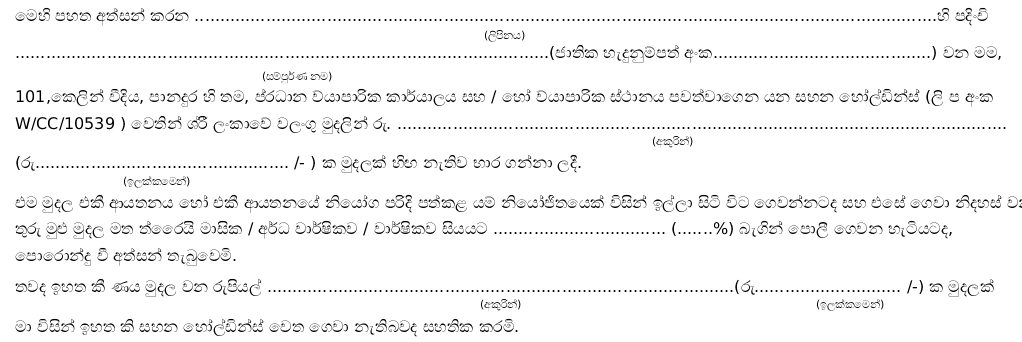 මෙහි පහත අත්සන් කරන ........................................................................................................................හි පදිංචි
(ලිපිනය)
......................................................................................(ජාතික හැදුනුම්පත් අංක...................................) වන මම,
(සම්පූර්ණ නම)
101,කෙලින් වීදිය, පානදුර හි තම, ප්රධාන ව්යාපාරික කාර්යාලය සහ / හෝ ව්යාපාරික ස්ථානය පවත්වාගෙන යන සහන හෝල්ඩින්ස් (ලි ප අංක
W/CC/10539 ) වෙතින් ශ්රී ලංකාවේ වලංගු මුදලින් රු. ..................................................................................................
(අකුරින්)
(රු......................................... /- ) ක මුදලක් හිඟ නැතිව භාර ගන්නා ලදී.
(ඉලක්කමෙන්)
එම මුදල එකී ආයතනය හෝ එකී ආයතනයේ නියෝග පරිදි පත්කළ යම් නියෝජිතයෙක් විසින් ඉල්ලා සිටි විට ගෙවන්නටද සහ එසේ ගෙවා නිදහස්
තුරු මුළු මුදල මත ත්රෛයි මාසික / අර්ධ වාර්ෂිකව / වාර්ෂිකව සියයට ............................ (.......%) බැගින් පොලී ගෙවන හැටියටද,
පොරොන්දු වී අත්සන් තැබුවෙමි.
තවද ඉහත කී ණය මුදල වන රුපියල් ...........................................................................(රු........................ /-) ක මුදලක්
(අකුරින්) (ඉලක්කමෙන්)
මා විසින් ඉහත කි සහන හෝල්ඩින්ස් වෙත ගෙවා නැතිබවද සහතික කරමි.